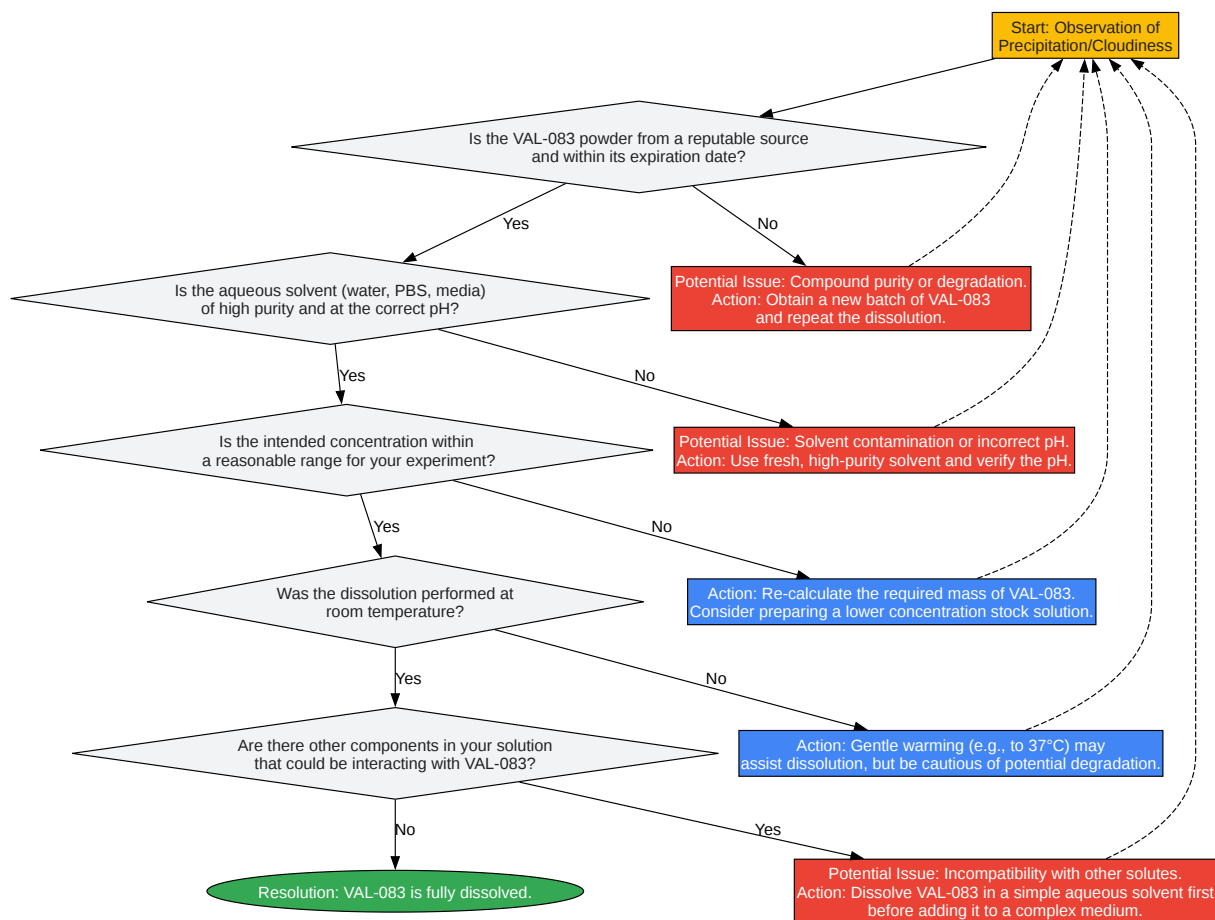 Start: Observation of
Precipitation/Cloudiness
Is the VAL-083 powder from a reputable source
and within its expiration date?
Yes
No
Is the aqueous solvent (water, PBS, media)
of high purity and at the correct pH?
Potential Issue: Compound purity or degradation.
Action: Obtain a new batch of VAL-083
and repeat the dissolution.
Yes
No
Is the intended concentration within
a reasonable range for your experiment?
Potential Issue: Solvent contamination or incorrect pH.
Action: Use fresh, high-purity solvent and verify the pH.
Yes
No
Was the dissolution performed at
room temperature?
Action: Re-calculate the required mass of VAL-083.
Consider preparing a lower concentration stock solution.
Yes
No
Are there other components in your solution
that could be interacting with VAL-083?
Action: Gentle warming (e.g., to 37°C) may
assist dissolution, but be cautious of potential degradation.
No
Yes
Resolution: VAL-083 is fully dissolved.
Potential Issue: Incompatibility with other solutes.
Action: Dissolve VAL-083 in a simple aqueous solvent first
before adding it to a complex medium.